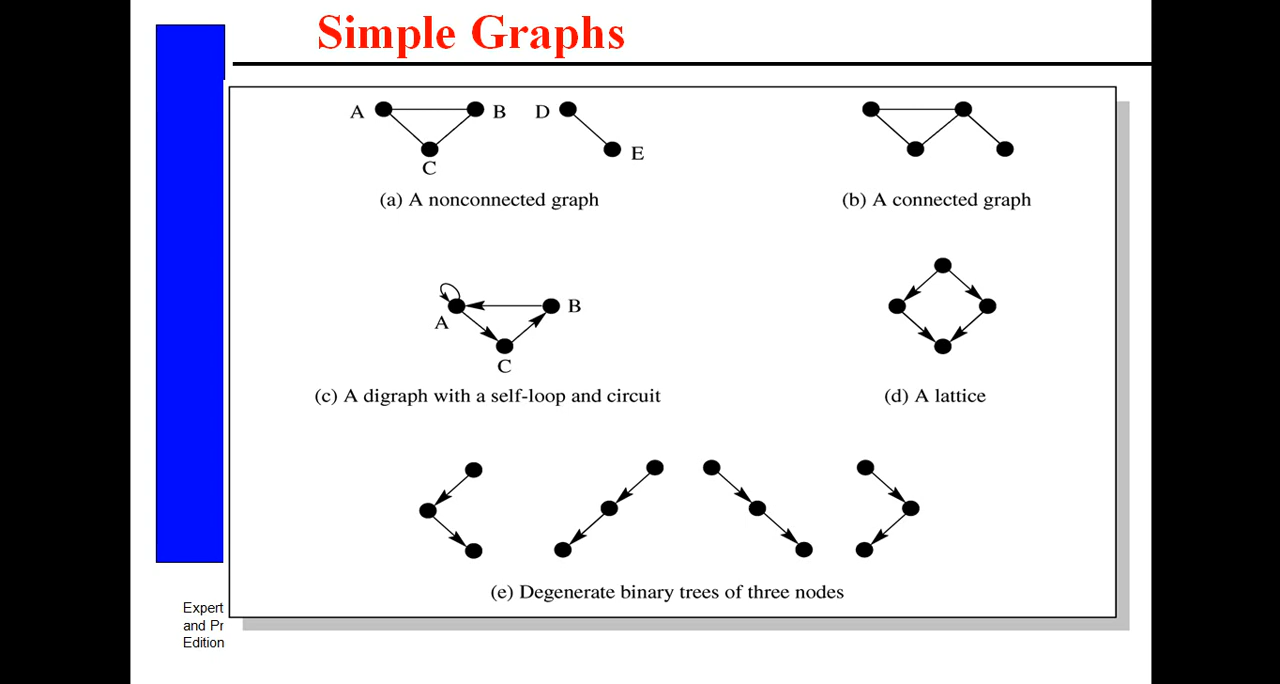 Simple Graphs
A B D E
C
(a) A nonconnected graph
(b) A connected graph
A B
C
(c) A digraph with a self-loop and circuit
(d) A lattice
(e) Degenerate binary trees of three nodes
Expert
and Pr
Edition